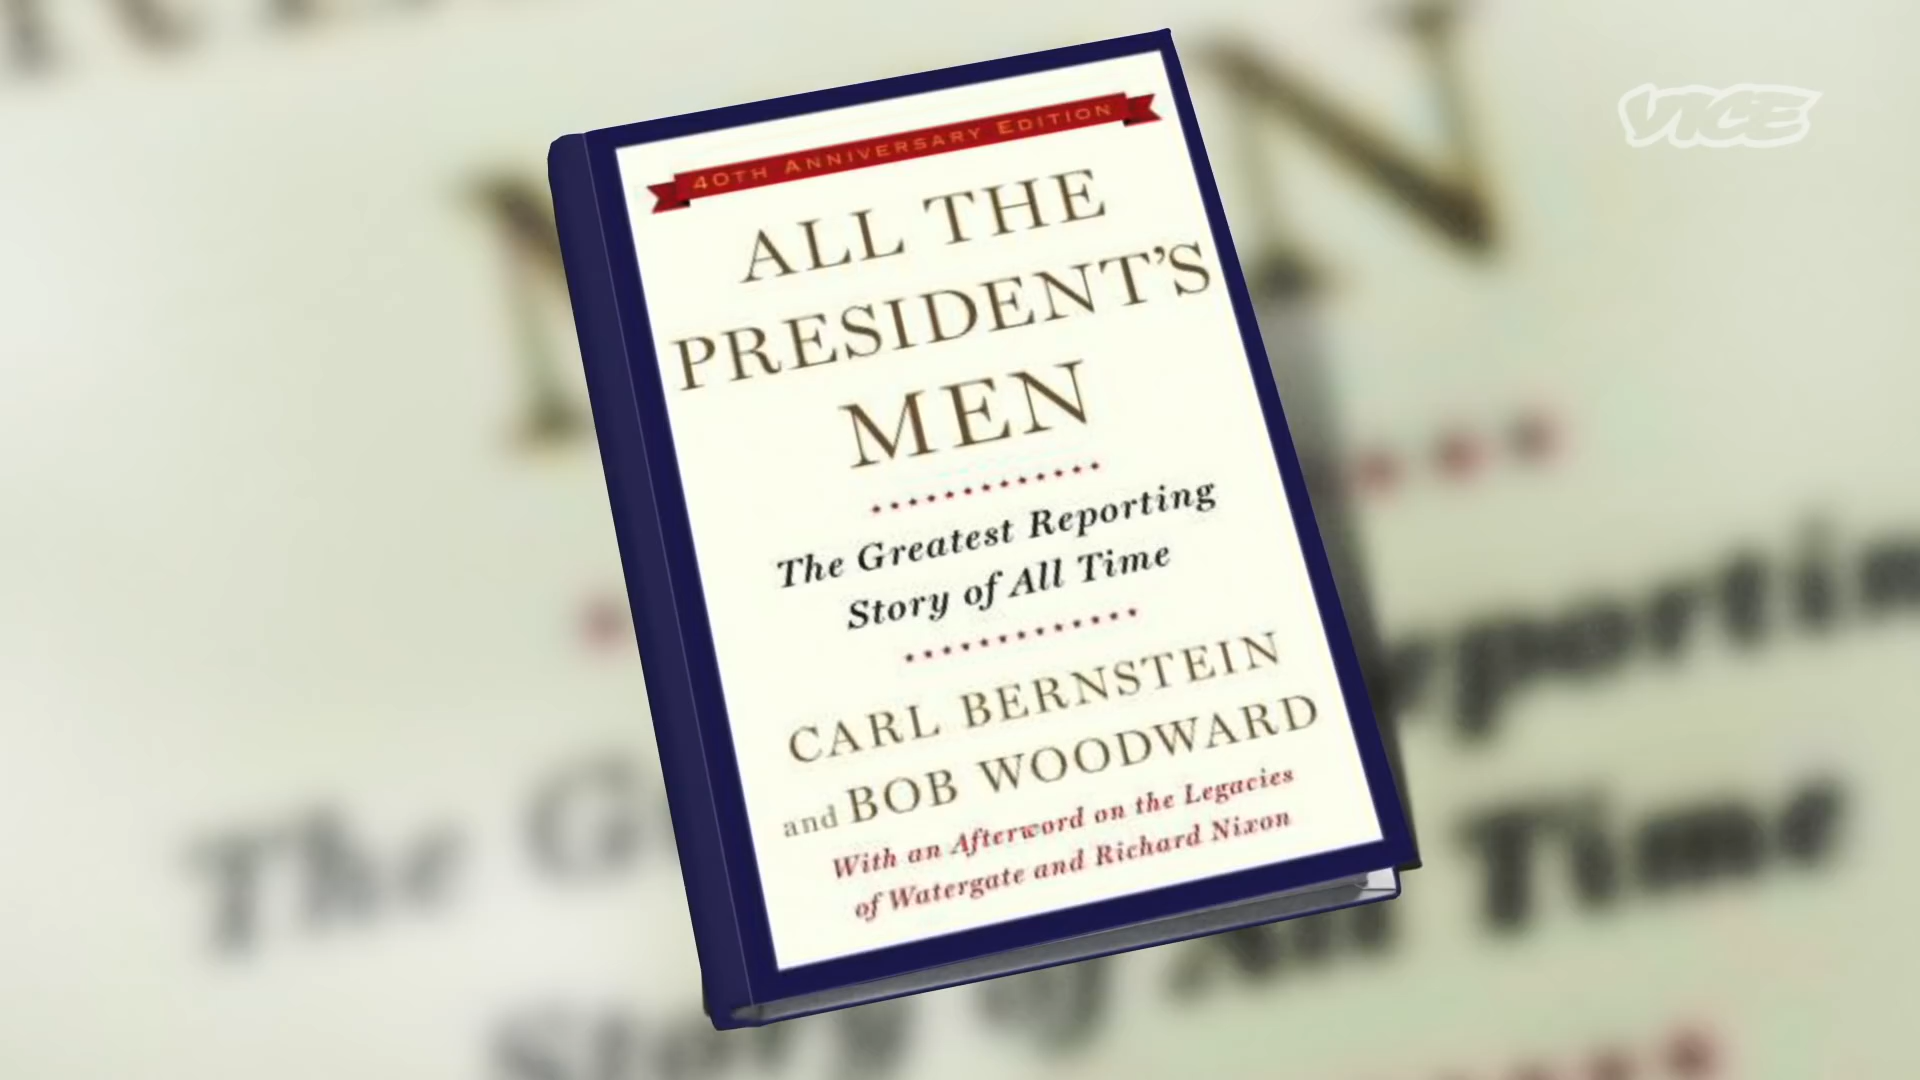 VICE
40TH ANNIVERSARY EDITION
ALL THE
PRESIDENT'S
MEN
The Greatest Reporting
Story of All Time
CARL BERNSTEIN
and BOB WOODWARD
With an Afterword on the Legacies
of Watergate and Richard Nixon